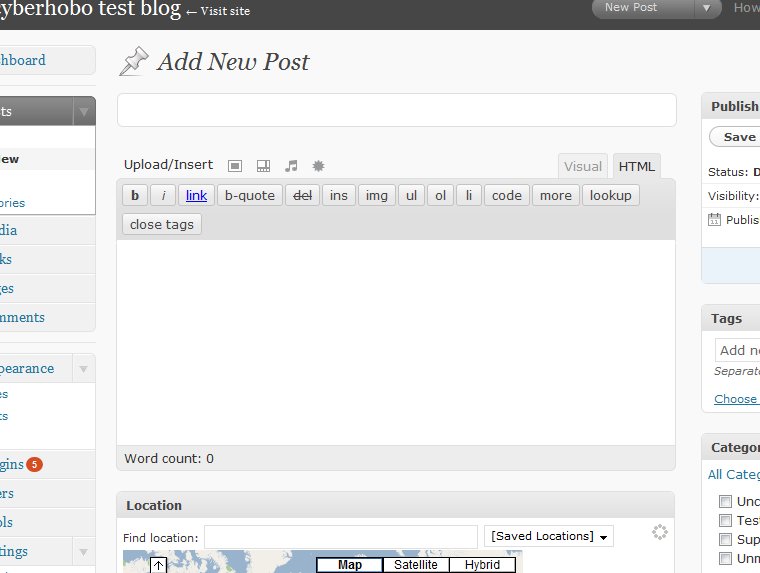 cyberhobo test blog ← Visit site
New Post
How
hboard
Add New Post
ts
ew
ories
dia
ks
ges
mments
pearance
es
ts
gins 5
ers
ols
tings
Upload/Insert
Visual HTML
b i link b-quote del ins img ul ol li code more lookup
close tags
Word count: 0
Location
Find location: [Saved Locations]
Map Satellite Hybrid
Publish
Save
Status: D
Visibility:
Publis
Tags
Add ne
Separate
Choose
Categor
All Categ
Unc
Test
Sup
Unm